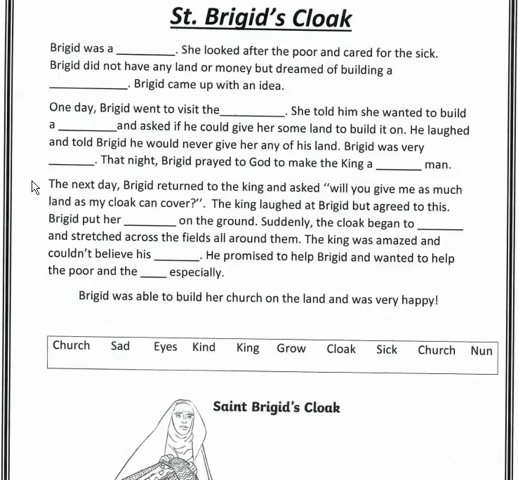 St. Brigid's Cloak
Brigid was a __________. She looked after the poor and cared for the sick.
Brigid did not have any land or money but dreamed of building a
_____________. Brigid came up with an idea.
One day, Brigid went to visit the___________. She told him she wanted to build
a __________and asked if he could give her some land to build it on. He laughed
and told Brigid he would never give her any of his land. Brigid was very
________. That night, Brigid prayed to God to make the King a ________ man.
The next day, Brigid returned to the king and asked "will you give me as much
land as my cloak can cover?". The king laughed at Brigid but agreed to this.
Brigid put her _________ on the ground. Suddenly, the cloak began to ________
and stretched across the fields all around them. The king was amazed and
couldn't believe his ________. He promised to help Brigid and wanted to help
the poor and the _____ especially.
Brigid was able to build her church on the land and was very happy!
Church Sad Eyes Kind King Grow Cloak Sick Church Nun
Saint Brigid's Cloak